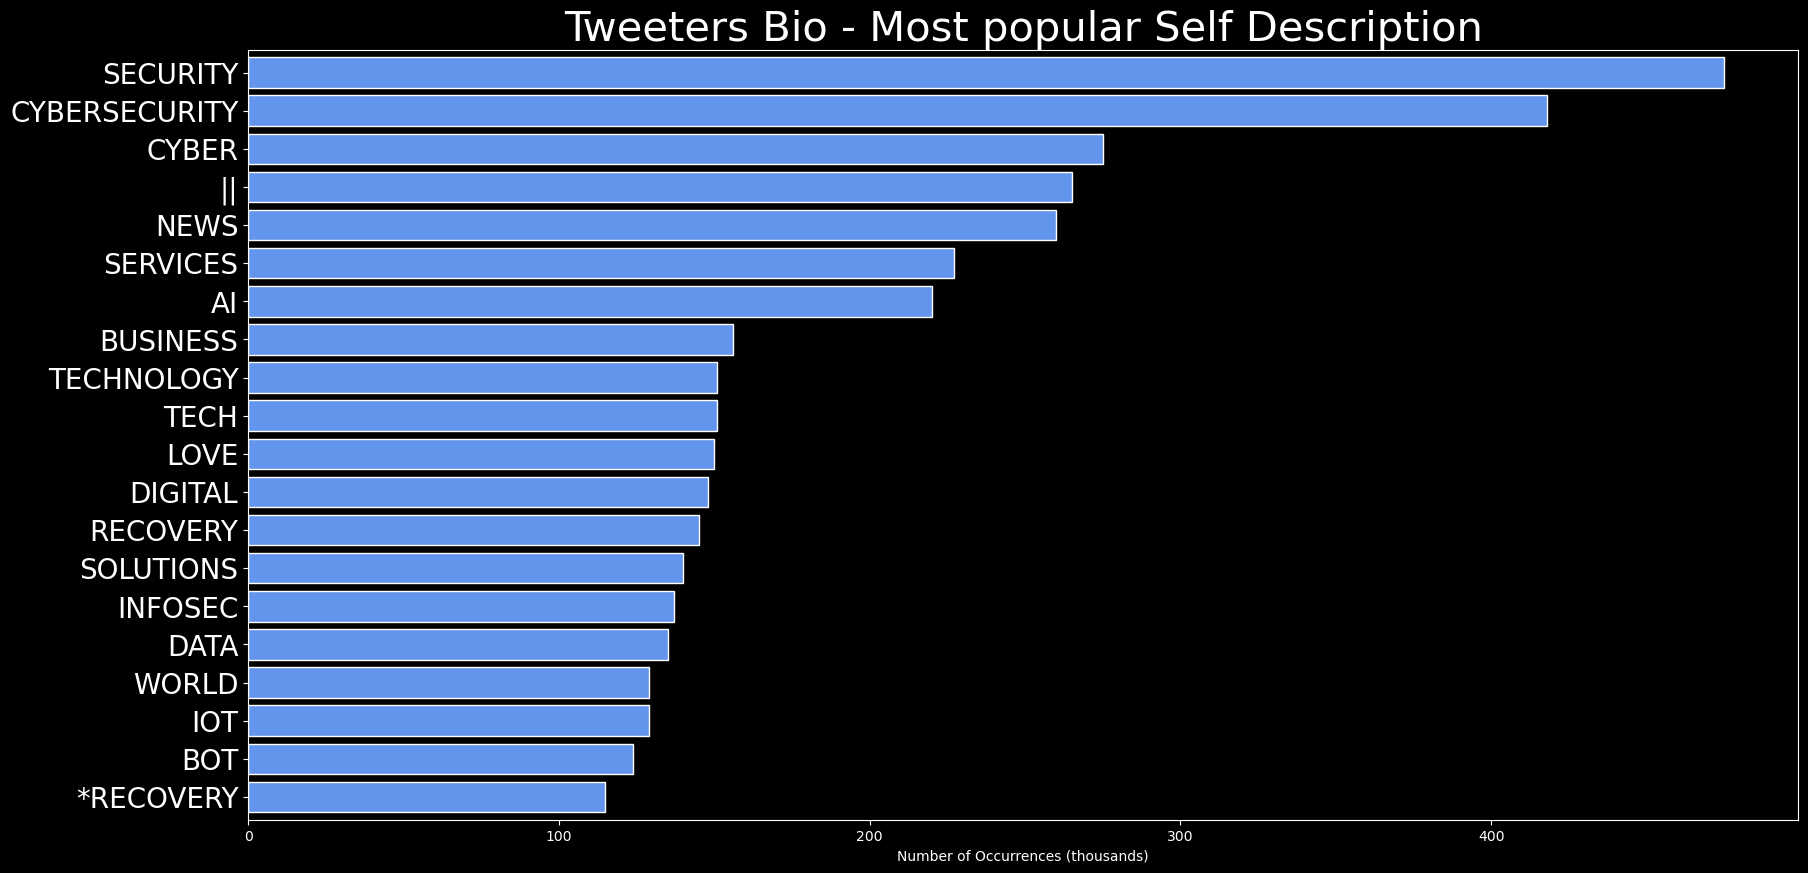 Tweeters Bio - Most popular Self Description
SECURITY
CYBERSECURITY
CYBER
||
NEWS
SERVICES
AI
BUSINESS
TECHNOLOGY
TECH
LOVE
DIGITAL
RECOVERY
SOLUTIONS
INFOSEC
DATA
WORLD
IOT
BOT
*RECOVERY
0 100 200 300 400
Number of Occurrences (thousands)